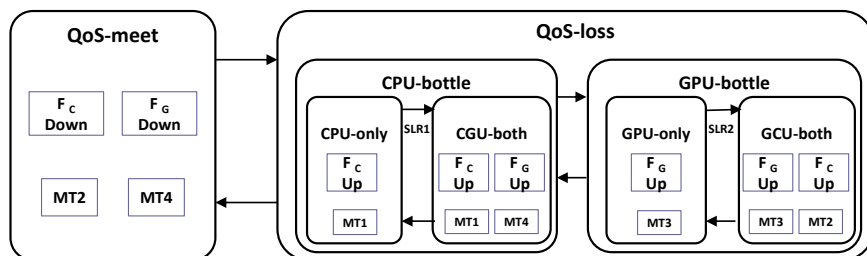 QoS-meet
F C
Down
F G
Down
MT2
MT4
QoS-loss
CPU-bottle
CPU-only
F C
Up
MT1
SLR1
CGU-both
F C
Up
F G
Up
MT1
MT4
GPU-bottle
GPU-only
F G
Up
MT3
SLR2
GCU-both
F G
Up
F C
Up
MT3
MT2